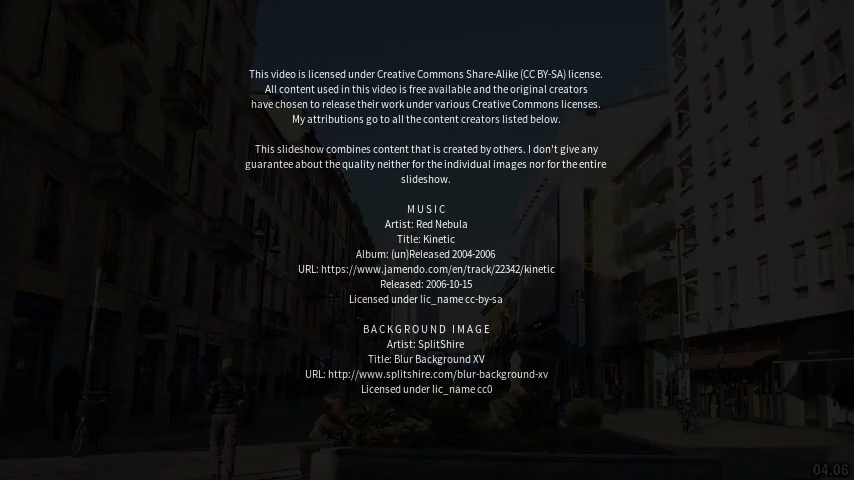 This video is licensed under Creative Commons Share-Alike (CC BY-SA) license.
All content used in this video is free available and the original creators
have chosen to release their work under various Creative Commons licenses.
My attributions go to all the content creators listed below.
This slideshow combines content that is created by others. I don't give any
guarantee about the quality neither for the individual images nor for the entire
slideshow.
MUSIC
Artist: Red Nebula
Title: Kinetic
Album: (un)Released 2004-2006
URL: https://www.jamendo.com/en/track/22342/kinetic
Released: 2006-10-15
Licensed under lic_name cc-by-sa
BACKGROUND IMAGE
Artist: SplitShire
Title: Blur Background XV
URL: http://www.splitshire.com/blur-background-xv
Licensed under lic_name cc0
04.06